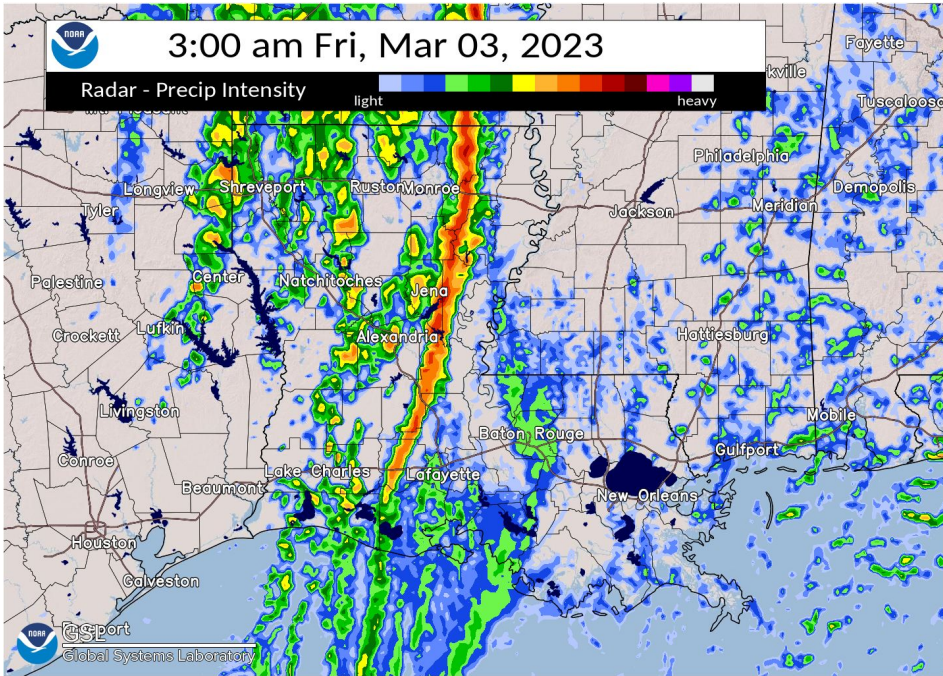 NOAA
3:00 am Fri, Mar 03, 2023
Radar - Precip Intensity
light
heavy
Fayette
Tuscaloosa
Philadelphia
Longview
Shreveport
Ruston
Monroe
Demopolis
Tyler
Jackson
Meridian
Palestine
Center
Natchitoches
Jena
Crockett
Lufkin
Alexandria
Hattiesburg
Livingston
Mobile
Baton Rouge
Conroe
Gulfport
Lake Charles
Lafayette
Beaumont
New Orleans
Houston
Galveston
NOAA
GSL
Global Systems Laboratory